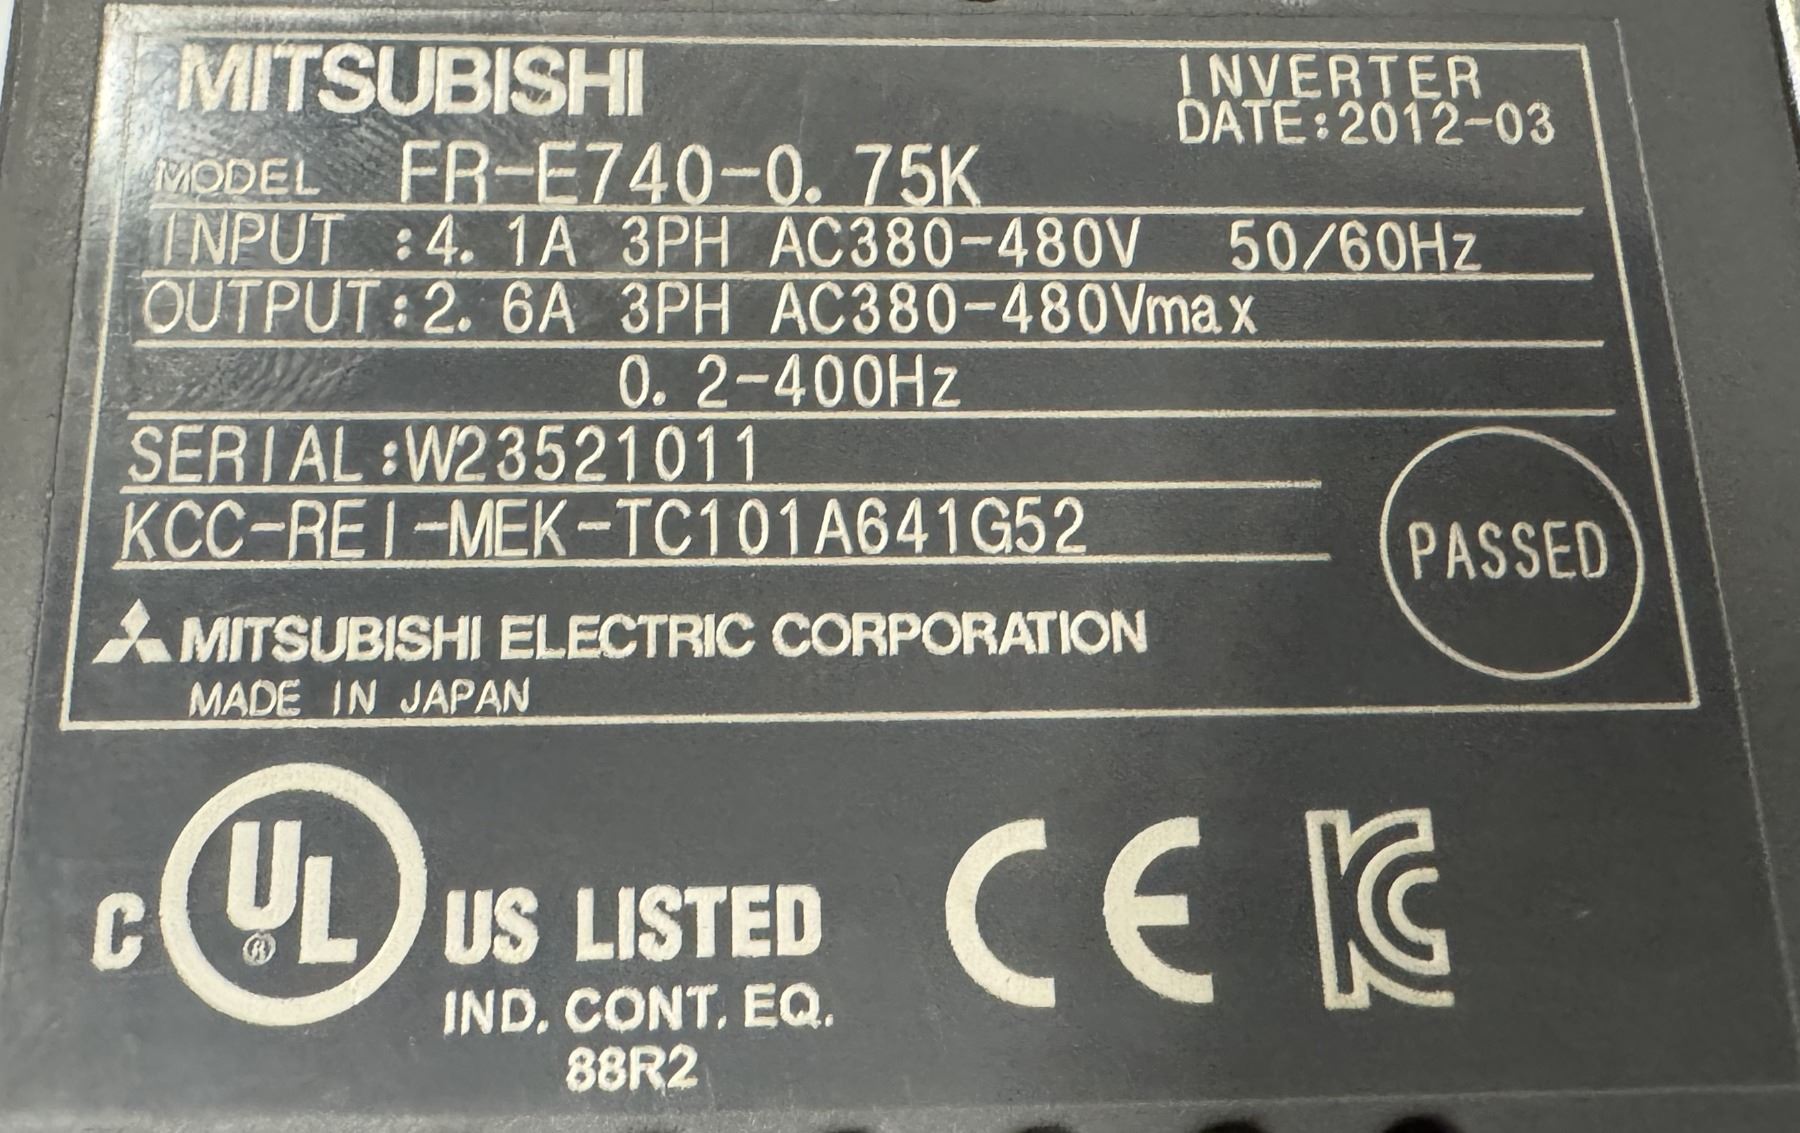 MITSUBISHI
INVERTER
DATE:2012-03
MODEL FR-E740-0.75K
INPUT :4.1A 3PH AC380-480V 50/60Hz
OUTPUT:2.6A 3PH AC380-480Vmax
0.2-400Hz
SERIAL:W23521011
KCC-REI-MEK-TC101A641G52
PASSED
MITSUBISHI ELECTRIC CORPORATION
MADE IN JAPAN
C UL ® US LISTED
IND. CONT. EQ.
88R2
CE
KC